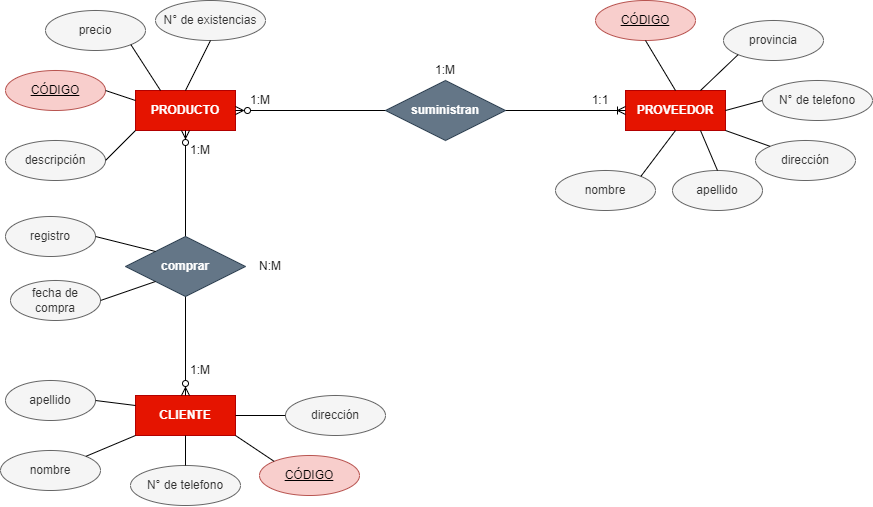 precio
N° de existencias
CÓDIGO
PRODUCTO
descripción
1:M
1:M
suministran
1:1
CÓDIGO
provincia
N° de telefono
PROVEEDOR
dirección
nombre
apellido
1:M
registro
comprar
N:M
fecha de
compra
1:M
apellido
CLIENTE
dirección
nombre
N° de telefono
CÓDIGO